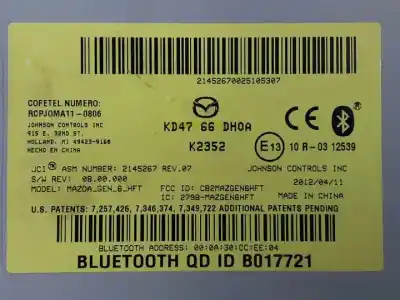 21452670025105307
COFETEL NUMERO:
RCPJOMA11-0806
JOHNSON CONTROLS INC
915 E. 32ND ST.
HOLLAND. MI 49423-9168
HECHO EN CHINA
KD47 66 DH0A
K2352
CE
E13 10 R-03 12539
JCI™ ASM NUMBER: 2145267 REV.07
JOHNSON CONTROLS INC
S/W REV: 08.00.000
2012/04/11
MODEL: MAZDA_GEN_6_HFT
FCC ID: CB2MAZGEN6HFT
IC: 279B-MAZGEN6HFT
MADE IN CHINA
U.S. PATENTS: 7,257,426, 7,346,374, 7,349,722 ADDITIONAL PATENTS PENDING
BLUETOOTH ADDRESS: 00:0A:30:CC:EE:04
BLUETOOTH QD ID B017721